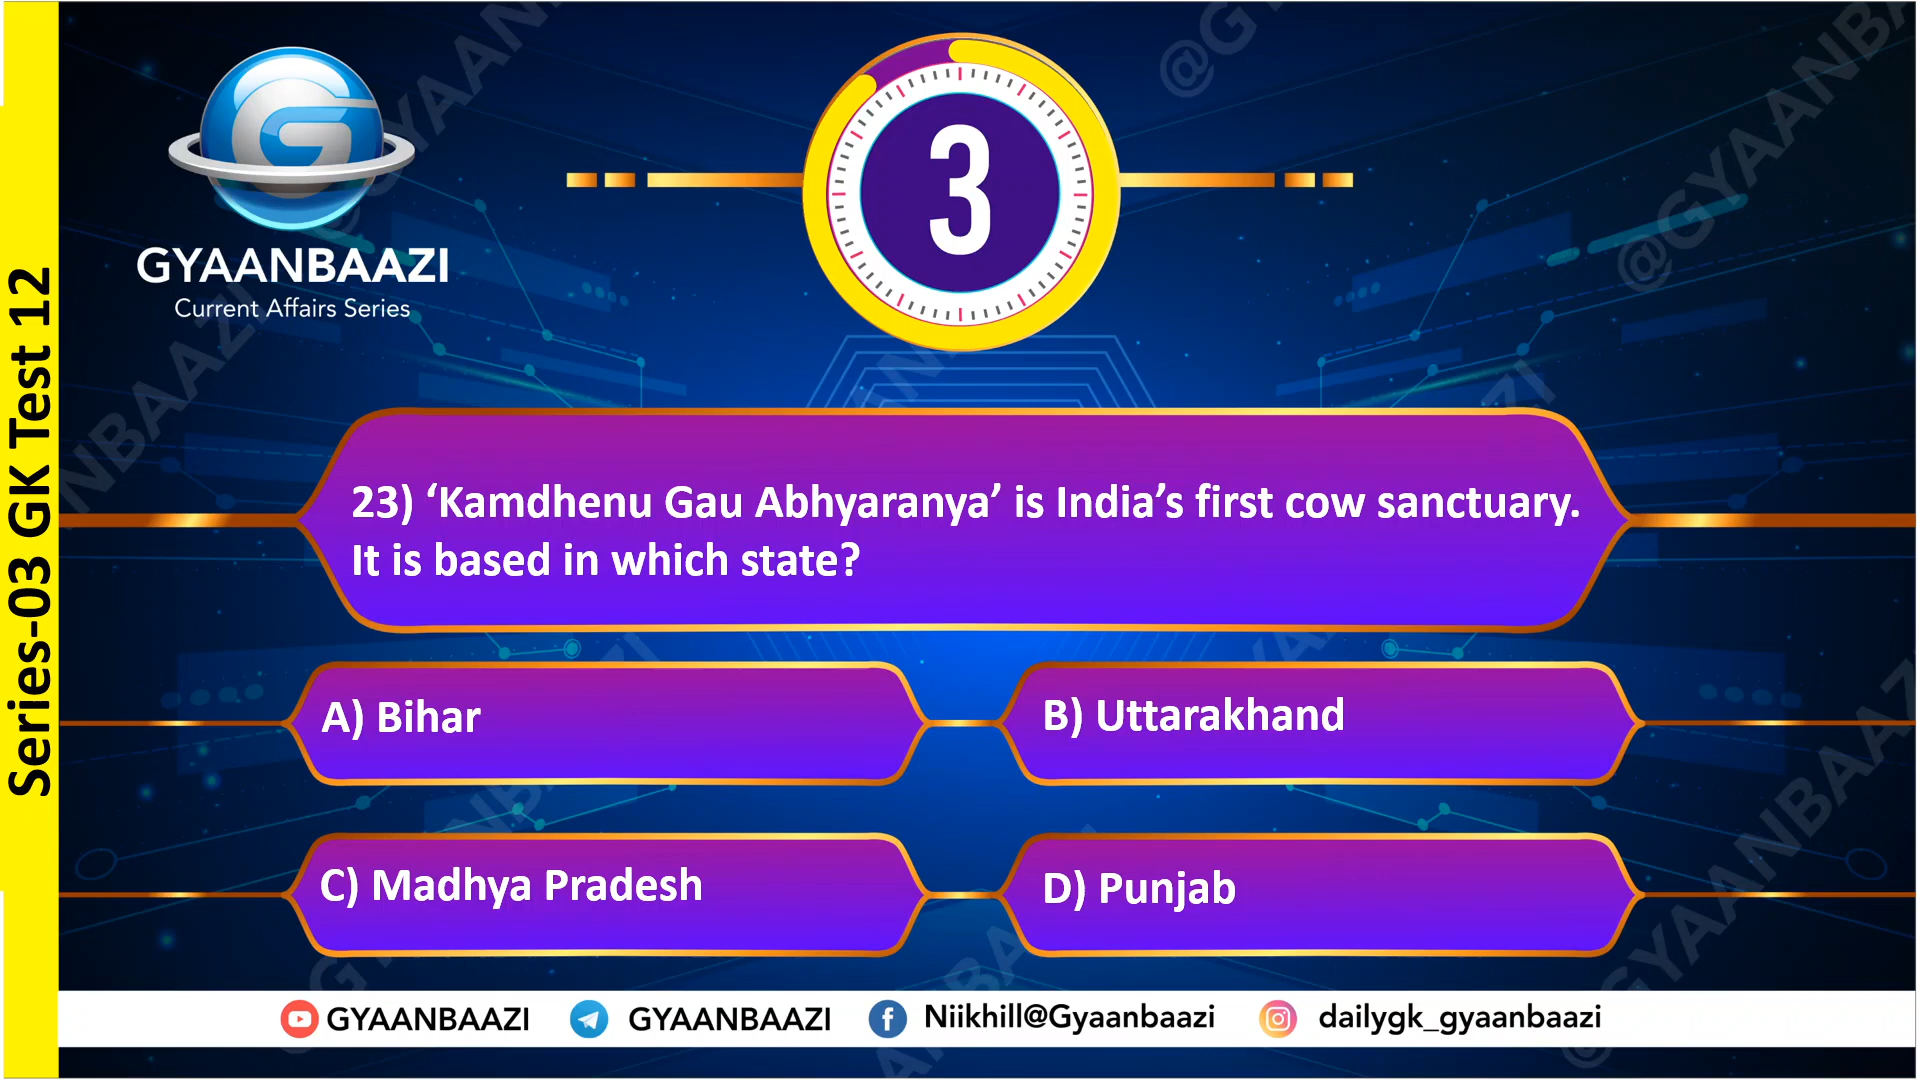 Series-03 GK Test 12
GYAANBAAZI
Current Affairs Series
3
23) ‘Kamdhenu Gau Abhyaranya’ is India’s first cow sanctuary.
It is based in which state?
A) Bihar
B) Uttarakhand
C) Madhya Pradesh
D) Punjab
GYAANBAAZI GYAANBAAZI Niikhill@Gyaanbaazi dailygk_gyaanbaazi
@GYAANBAAZI